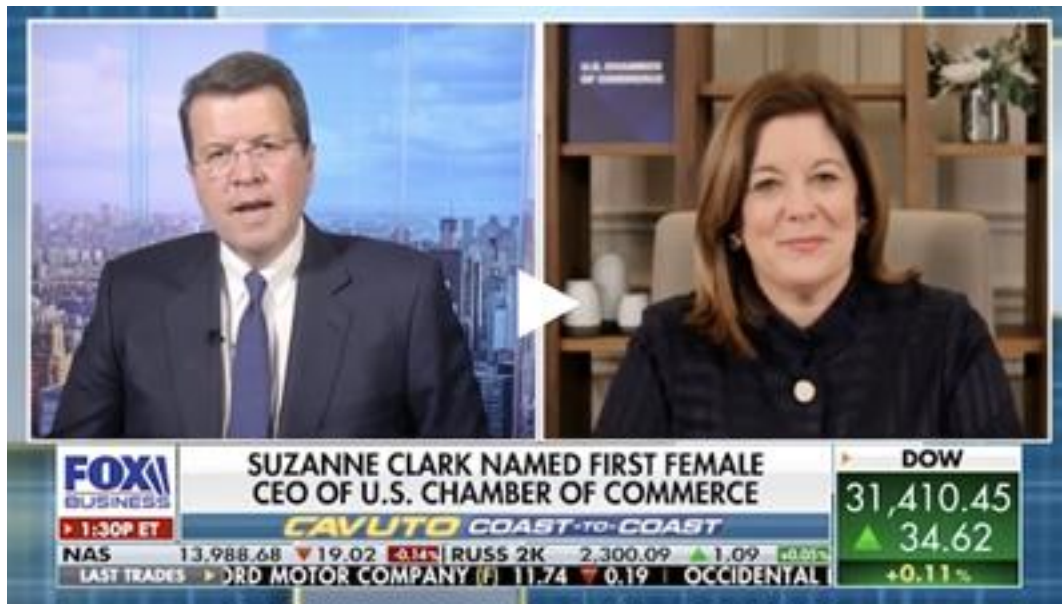 U.S. CHAMBER
OF COMMERCE
FOX
BUSINESS
1:30P ET
SUZANNE CLARK NAMED FIRST FEMALE
CEO OF U.S. CHAMBER OF COMMERCE
CAVUTO COAST-TO-COAST
DOW
31,410.45
34.62
+0.11%
NAS 13,988.68 19.02 -0.14% RUSS 2K 2,300.09 1.09 +0.05%
LAST TRADES ORD MOTOR COMPANY (F) 11.74 0.19 OCCIDENTAL